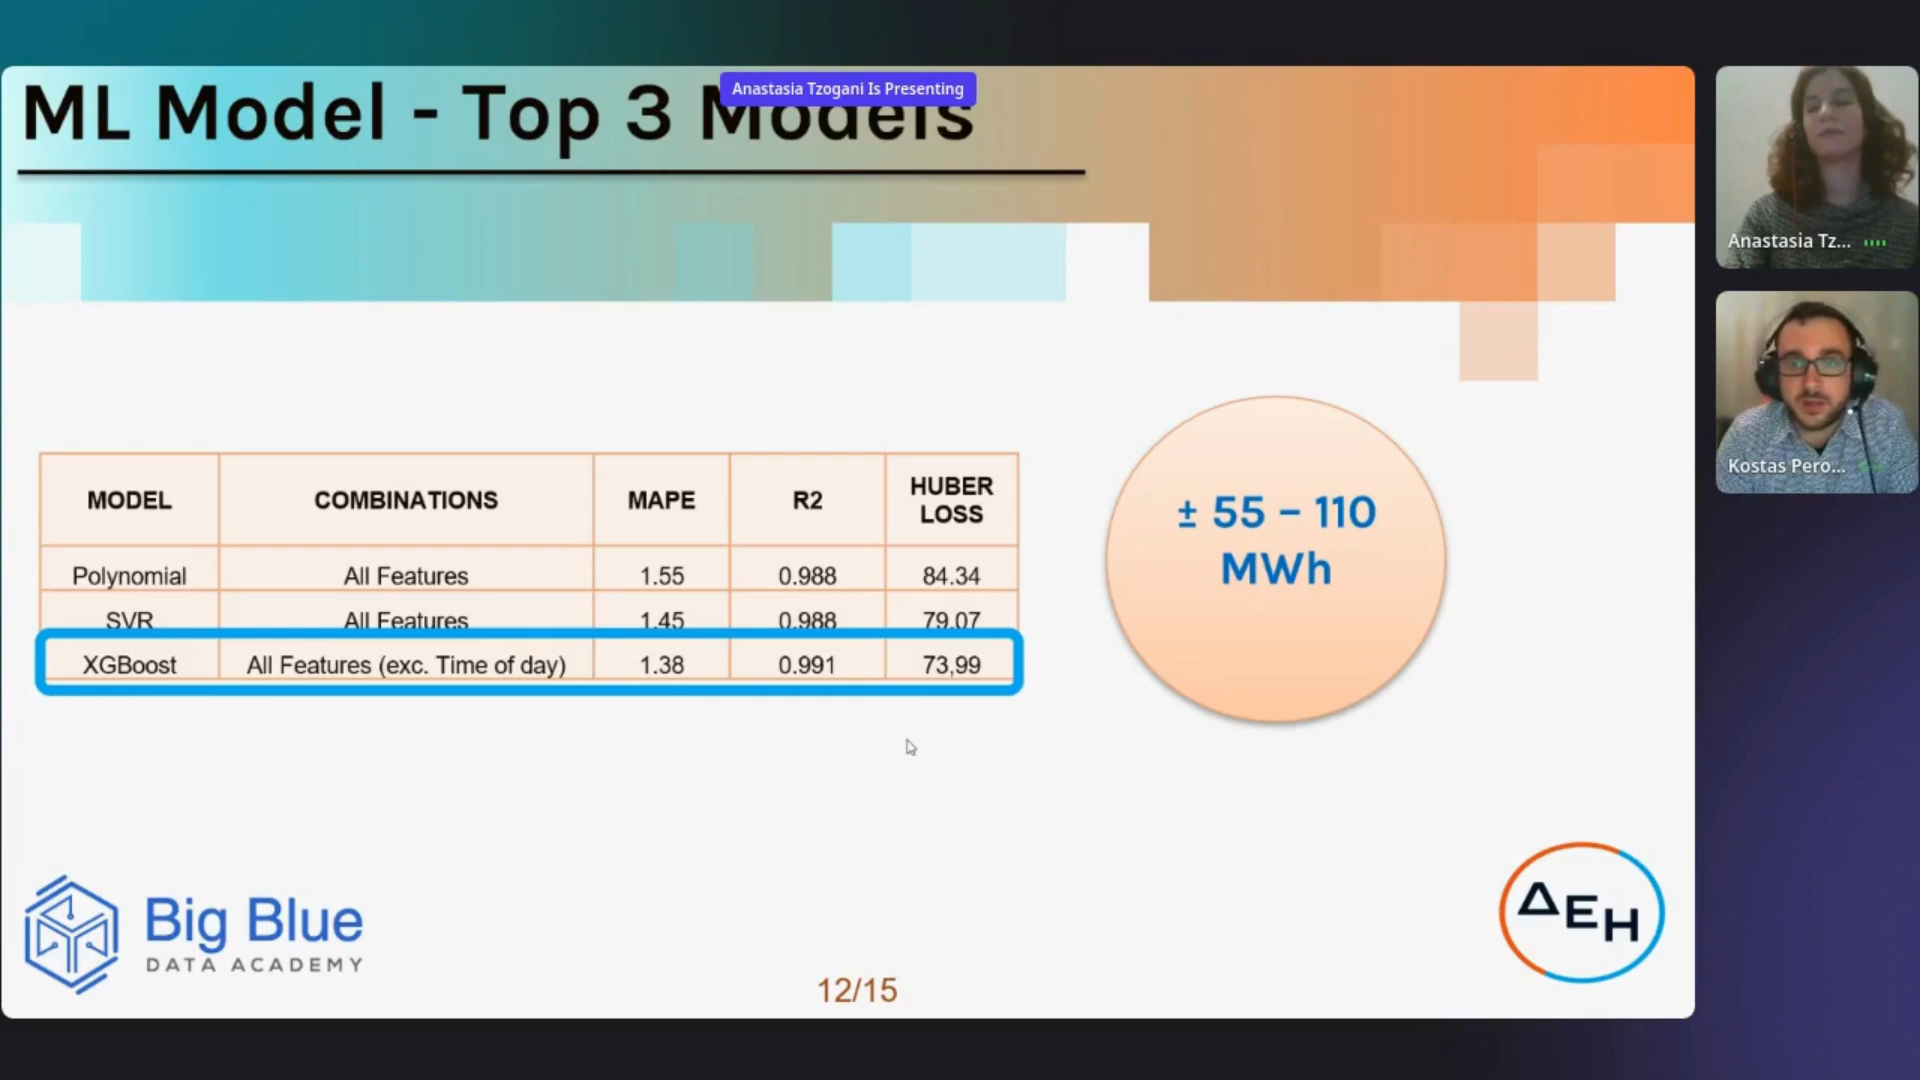 Anastasia Tzogani Is Presenting
ML Model - Top 3 Models
MODEL COMBINATIONS MAPE R2 HUBER LOSS
Polynomial All Features 1.55 0.988 84.34
SVR All Features 1.45 0.988 79.07
XGBoost All Features (exc. Time of day) 1.38 0.991 73,99
± 55 – 110
MWh
Big Blue
DATA ACADEMY
12/15
ΔΕΗ
Anastasia Tz...
Kostas Pero...